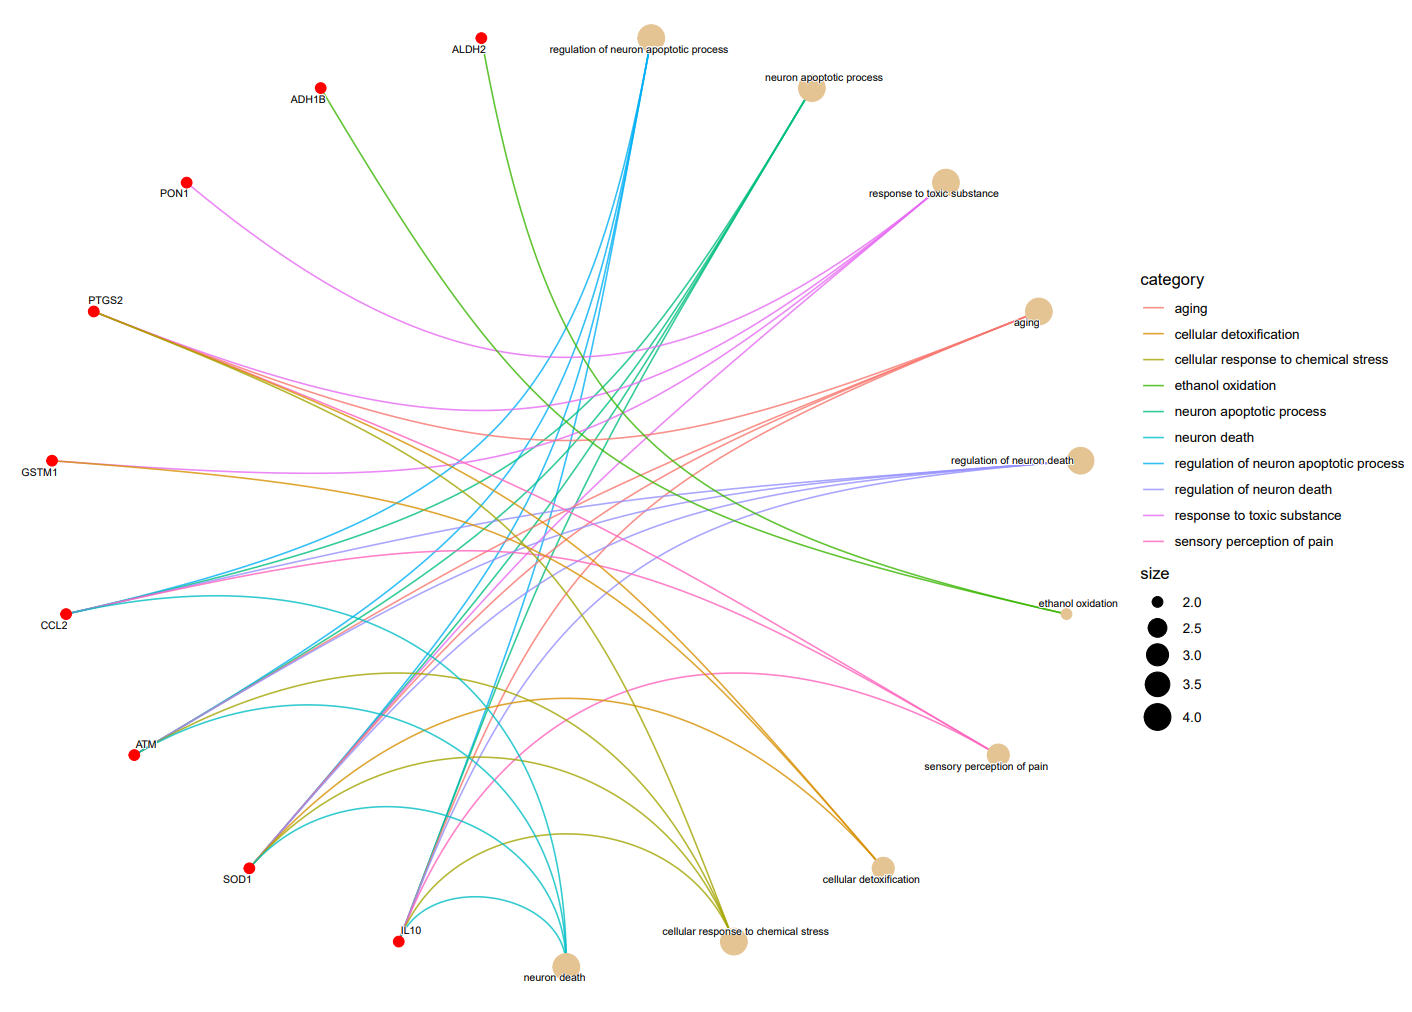 ALDH2
regulation of neuron apoptotic process
neuron apoptotic process
ADH1B
PON1
response to toxic substance
PTGS2
aging
GSTM1
regulation of neuron death
CCL2
ethanol oxidation
ATM
sensory perception of pain
SOD1
cellular detoxification
IL10
cellular response to chemical stress
neuron death
category
aging
cellular detoxification
cellular response to chemical stress
ethanol oxidation
neuron apoptotic process
neuron death
regulation of neuron apoptotic process
regulation of neuron death
response to toxic substance
sensory perception of pain
size
2.0
2.5
3.0
3.5
4.0